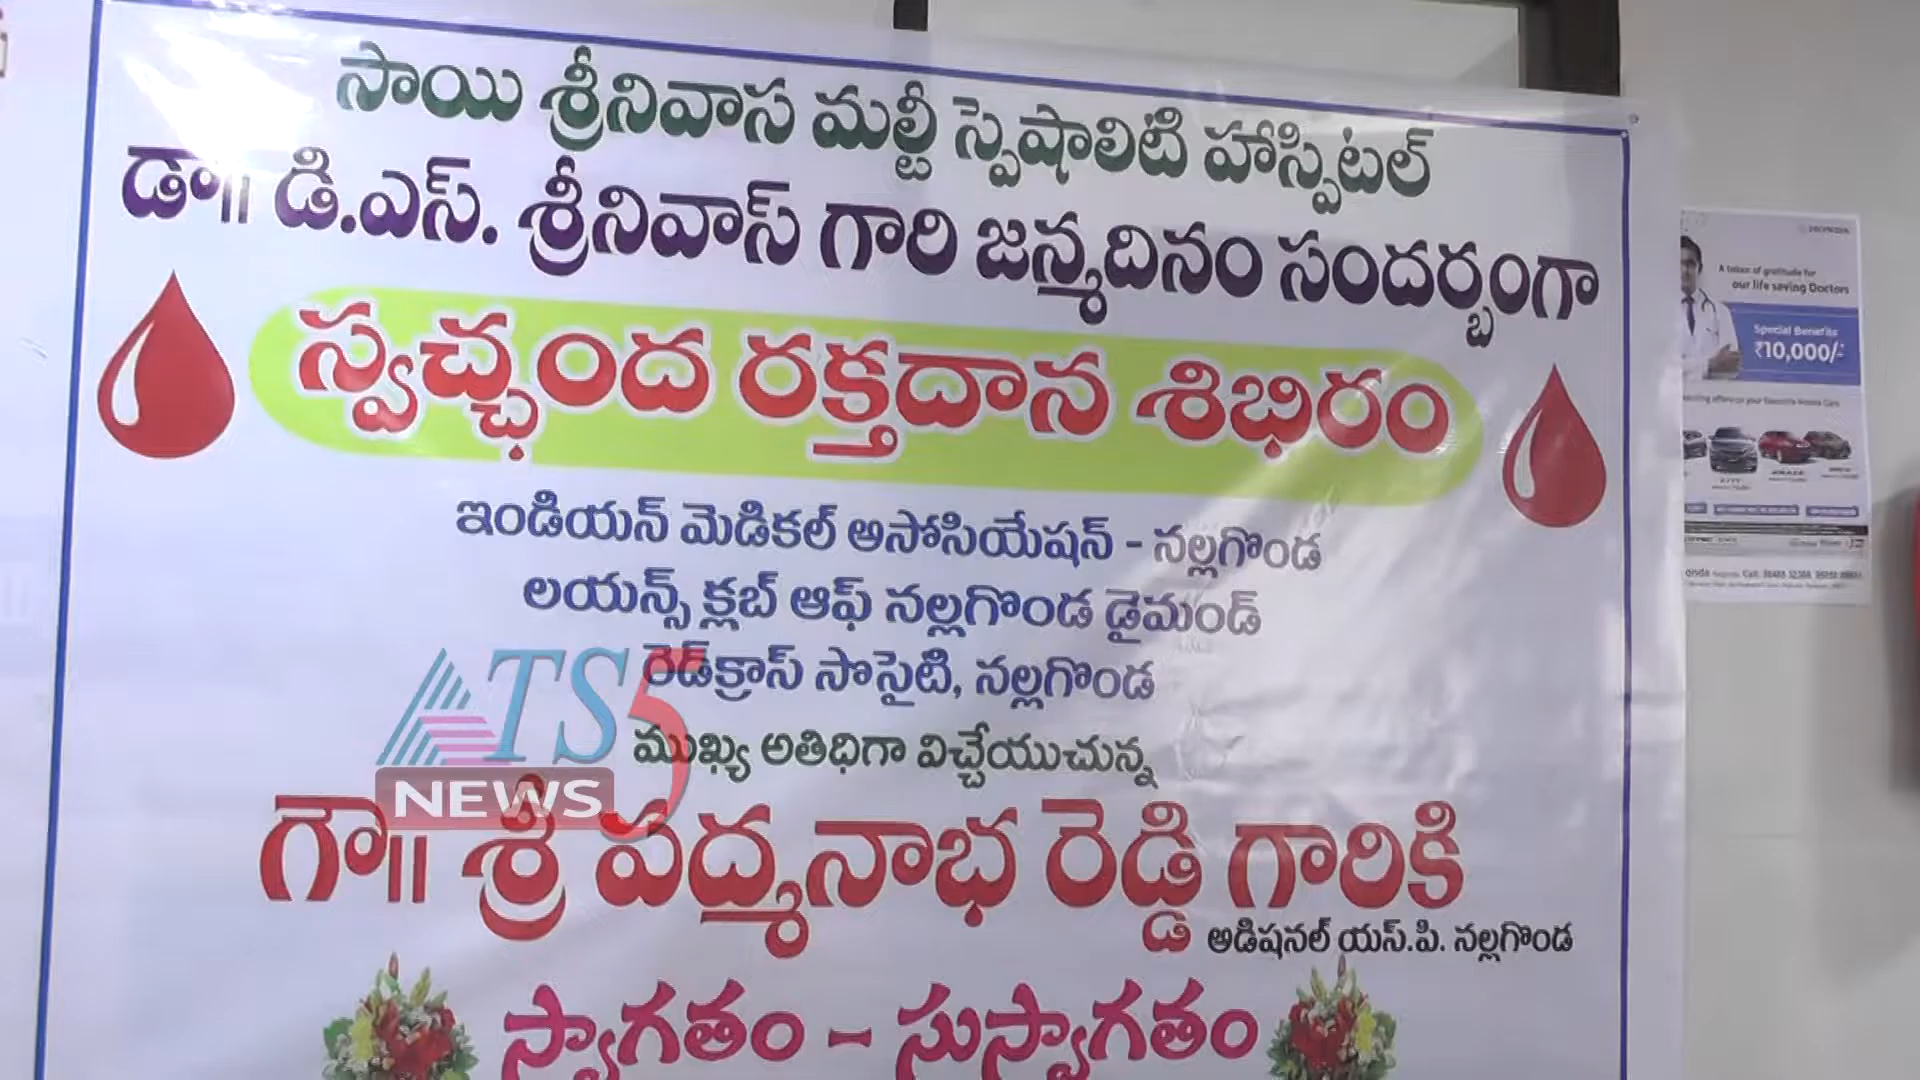 సాయి శ్రీనివాస మల్టీ స్పెషాలిటి హాస్పిటల్
డా|| డి.ఎస్. శ్రీనివాస్ గారి జన్మదినం సందర్భంగా
స్వచ్ఛంద రక్తదాన శిభిరం
ఇండియన్ మెడికల్ అసోసియేషన్ - నల్లగొండ
లయన్స్ క్లబ్ ఆఫ్ నల్లగొండ డైమండ్
రెడ్‌క్రాస్ సొసైటి, నల్లగొండ
ముఖ్య అతిధిగా విచ్చేయుచున్న
గౌ|| శ్రీ పద్మనాభ రెడ్డి గారికి
అడిషనల్ యస్.పి. నల్లగొండ
స్వాగతం - సుస్వాగతం
TS5
NEWS
A token of gratitude for
our life saving Doctors
Special Benefits
₹10,000/-